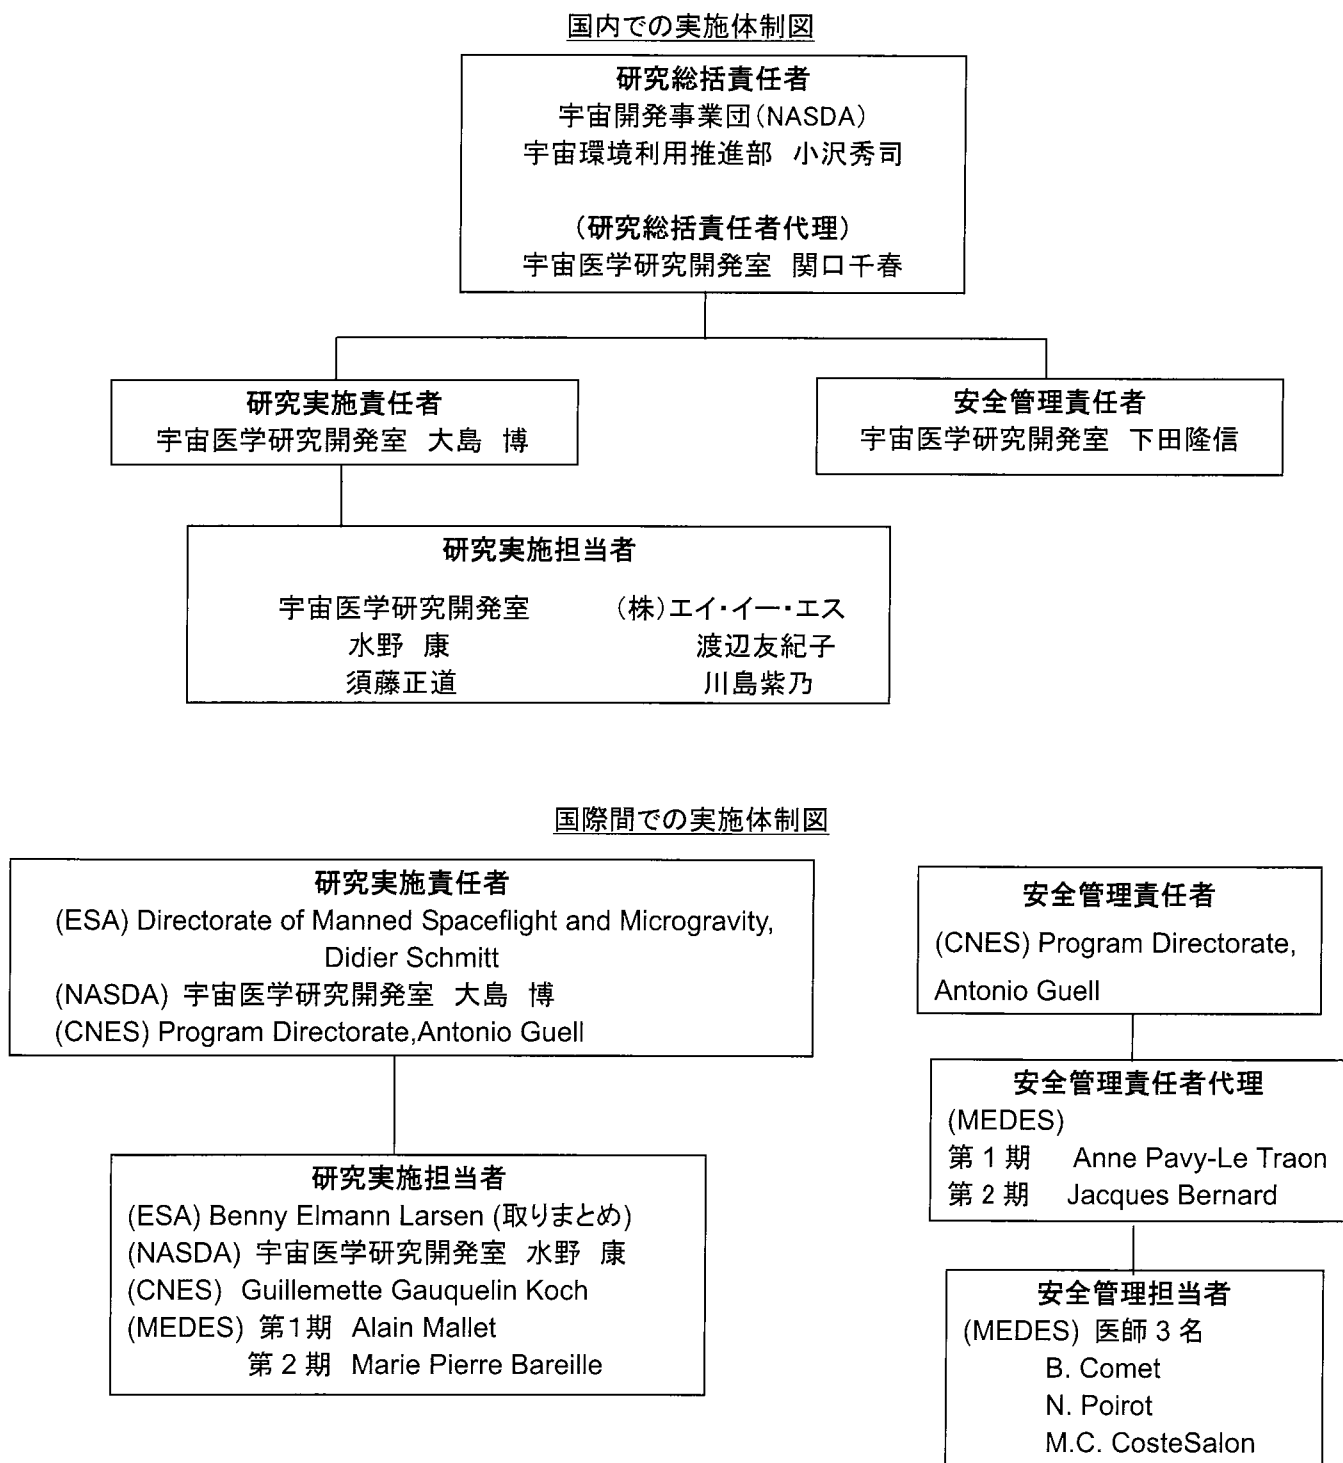 国内での実施体制図
研究総括責任者
宇宙開発事業団(NASDA)
宇宙環境利用推進部 小沢秀司
(研究総括責任者代理)
宇宙医学研究開発室 関口千春
研究実施責任者
宇宙医学研究開発室 大島 博
安全管理責任者
宇宙医学研究開発室 下田隆信
研究実施担当者
宇宙医学研究開発室 (株)エイ・イー・エス
水野 康 渡辺友紀子
須藤正道 川島紫乃
国際間での実施体制図
研究実施責任者
(ESA) Directorate of Manned Spaceflight and Microgravity,
Didier Schmitt
(NASDA) 宇宙医学研究開発室 大島 博
(CNES) Program Directorate,Antonio Guell
研究実施担当者
(ESA) Benny Elmann Larsen (取りまとめ)
(NASDA) 宇宙医学研究開発室 水野 康
(CNES) Guillemette Gauquelin Koch
(MEDES) 第1期 Alain Mallet
第2期 Marie Pierre Bareille
安全管理責任者
(CNES) Program Directorate,
Antonio Guell
安全管理責任者代理
(MEDES)
第1期 Anne Pavy-Le Traon
第2期 Jacques Bernard
安全管理担当者
(MEDES) 医師3名
B. Comet
N. Poirot
M.C. CosteSalon